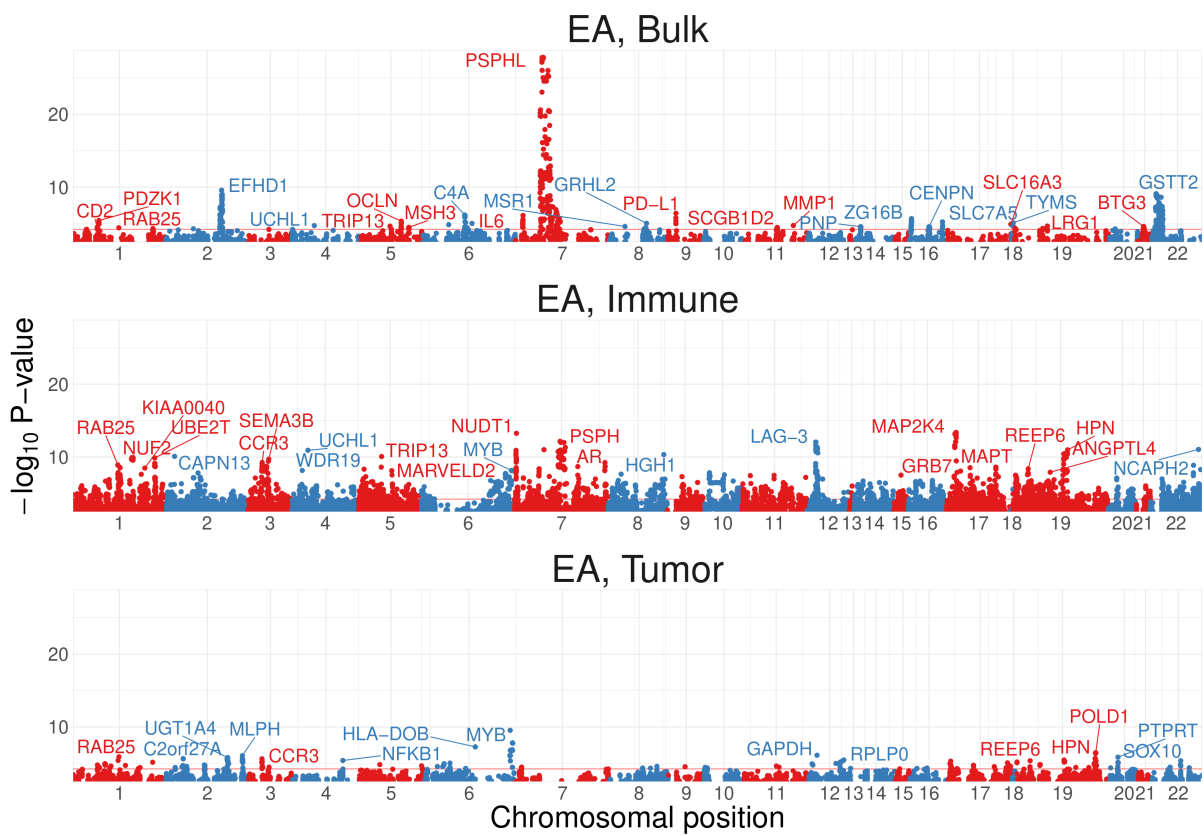 EA, Bulk
PSPHL
20
10
CD2
PDZK1
RAB25
EFHD1
UCHL1
TRIP13
OCLN
MSH3
C4A
IL6
MSR1
GRHL2
PD−L1
SCGB1D2
MMP1
PNP
ZG16B
CENPN
SLC7A5
SLC16A3
TYMS
LRG1
BTG3
GSTT2
1 2 3 4 5 6 7 8 9 10 11 12 13 14 15 16 17 18 19 20 21 22
EA, Immune
−log10 P−value
20
10
RAB25
KIAA0040
NUF2
UBE2T
CAPN13
SEMA3B
CCR3
UCHL1
WDR19
TRIP13
MARVELD2
NUDT1
MYB
PSPH
AR
HGH1
LAG−3
MAP2K4
GRB7
MAPT
REEP6
HPN
ANGPTL4
NCAPH2
1 2 3 4 5 6 7 8 9 10 11 12 13 14 15 16 17 18 19 20 21 22
EA, Tumor
20
10
RAB25
UGT1A4
C2orf27A
MLPH
CCR3
HLA−DOB
NFKB1
MYB
GAPDH
RPLP0
REEP6
HPN
POLD1
PTPRT
SOX10
1 2 3 4 5 6 7 8 9 10 11 12 13 14 15 16 17 18 19 20 21 22
Chromosomal position